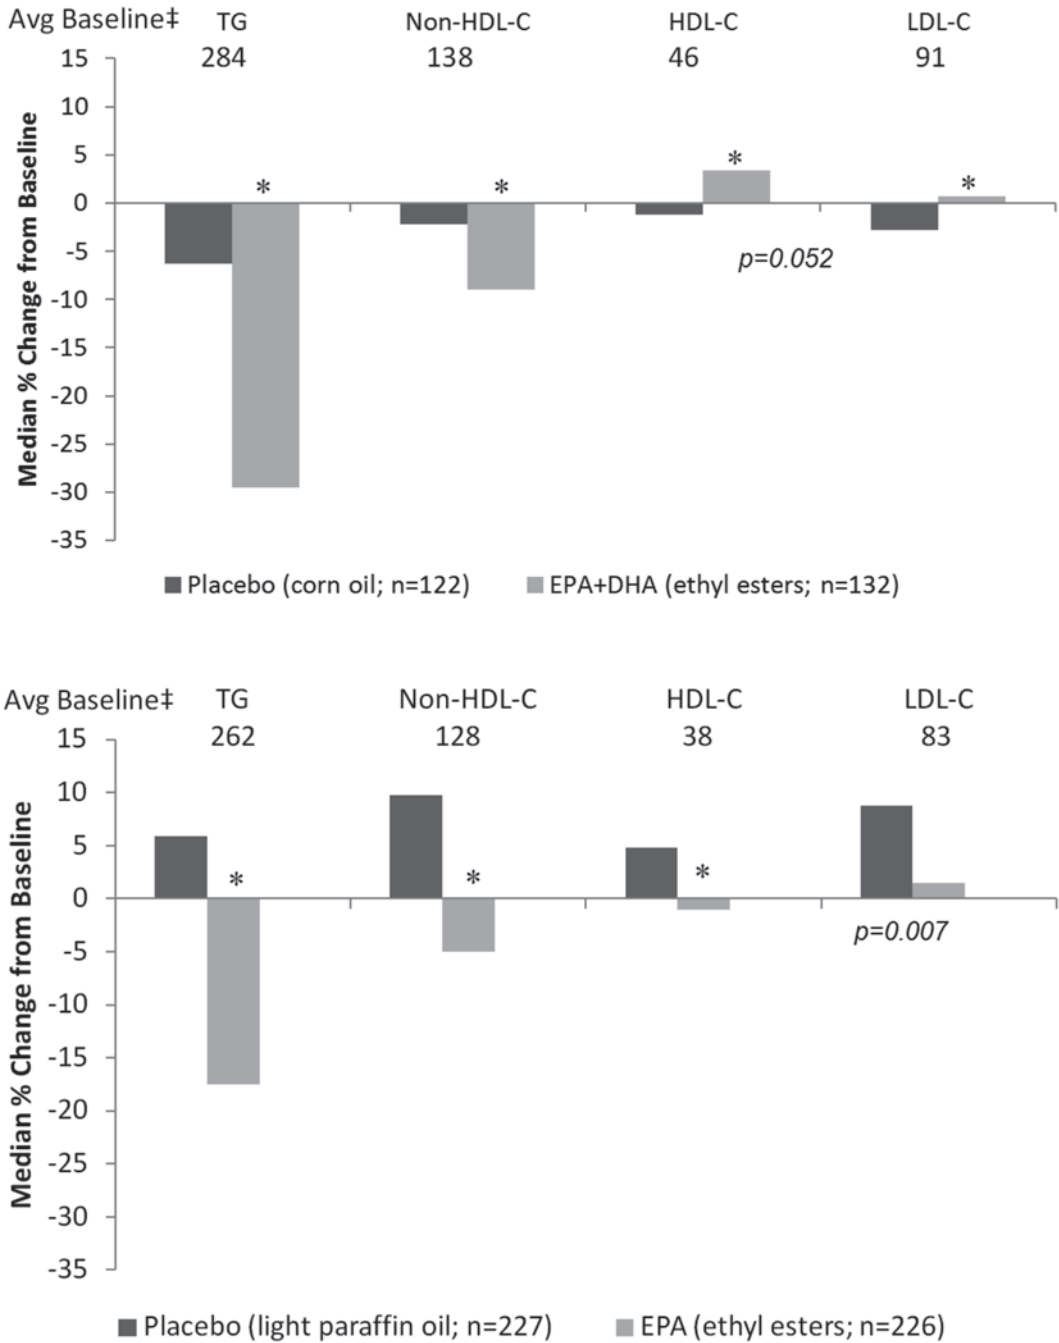 Avg Baseline‡ TG Non-HDL-C HDL-C LDL-C
284 138 46 91
15
10
5
0
-5
-10
-15
-20
-25
-30
-35
Median % Change from Baseline
* * * *
p=0.052
Placebo (corn oil; n=122) EPA+DHA (ethyl esters; n=132)
Avg Baseline‡ TG Non-HDL-C HDL-C LDL-C
262 128 38 83
15
10
5
0
-5
-10
-15
-20
-25
-30
-35
Median % Change from Baseline
* * *
p=0.007
Placebo (light paraffin oil; n=227) EPA (ethyl esters; n=226)